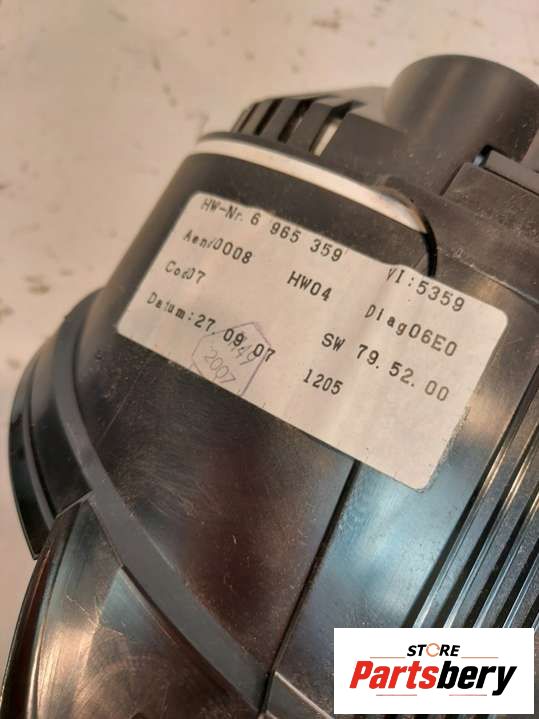 HW-Nr. 6 965 359 VI:5359
Aen/0008 HW04 Diag06E0
Cod07 SW 79.52.00
Datum:27.09.07 1205
2007
STORE
Partsbery